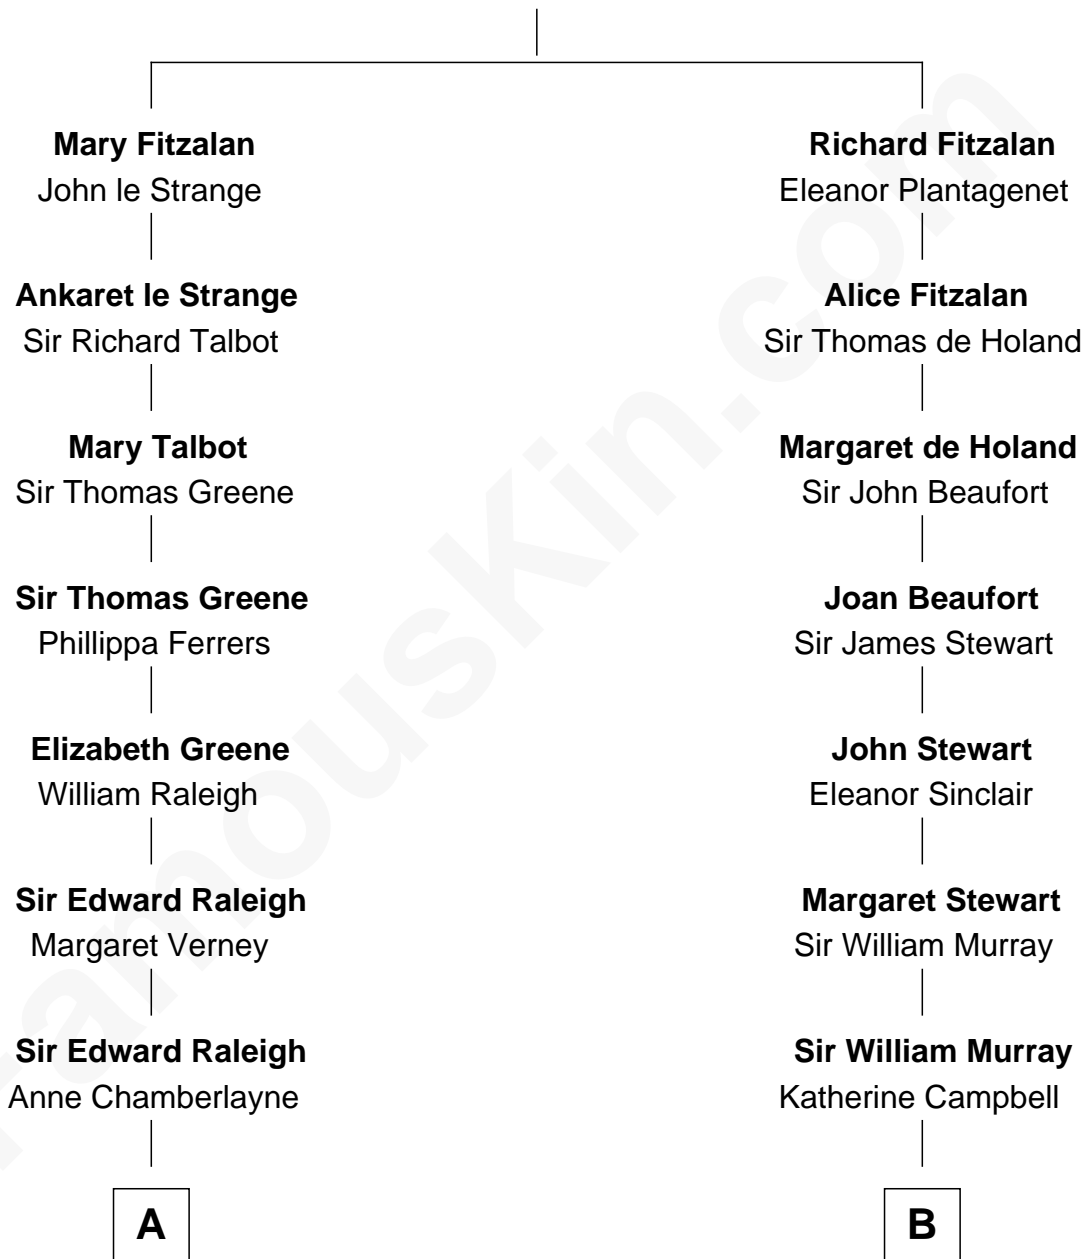 Mary Fitzalan
John le Strange
Ankaret le Strange
Sir Richard Talbot
Mary Talbot
Sir Thomas Greene
Sir Thomas Greene
Phillippa Ferrers
Elizabeth Greene
William Raleigh
Sir Edward Raleigh
Margaret Verney
Sir Edward Raleigh
Anne Chamberlayne
A
Richard Fitzalan
Eleanor Plantagenet
Alice Fitzalan
Sir Thomas de Holand
Margaret de Holand
Sir John Beaufort
Joan Beaufort
Sir James Stewart
John Stewart
Eleanor Sinclair
Margaret Stewart
Sir William Murray
Sir William Murray
Katherine Campbell
B
FamousKin.com